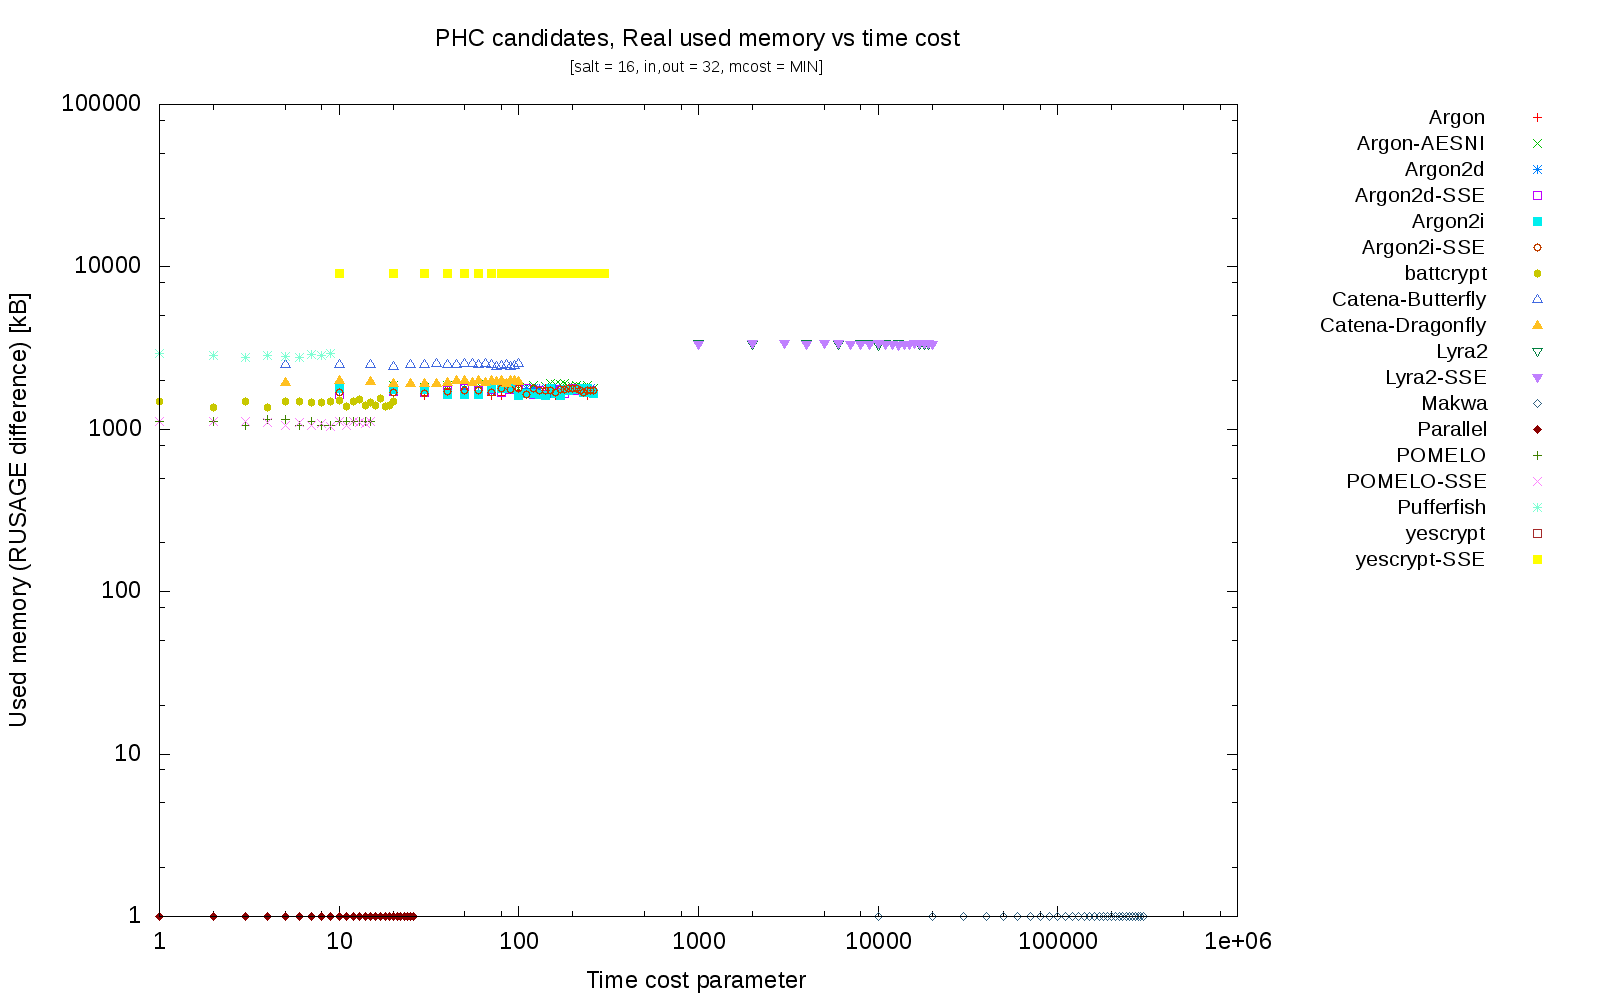 PHC candidates, Real used memory vs time cost
[salt = 16, in,out = 32, mcost = MIN]
100000
10000
1000
100
10
1
Used memory (RUSAGE difference) [kB]
1
10
100
1000
10000
100000
1e+06
Time cost parameter
Argon
Argon-AESNI
Argon2d
Argon2d-SSE
Argon2i
Argon2i-SSE
battcrypt
Catena-Butterfly
Catena-Dragonfly
Lyra2
Lyra2-SSE
Makwa
Parallel
POMELO
POMELO-SSE
Pufferfish
yescrypt
yescrypt-SSE